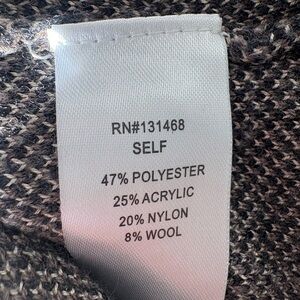 RN#131468
SELF
47% POLYESTER
25% ACRYLIC
20% NYLON
8% WOOL